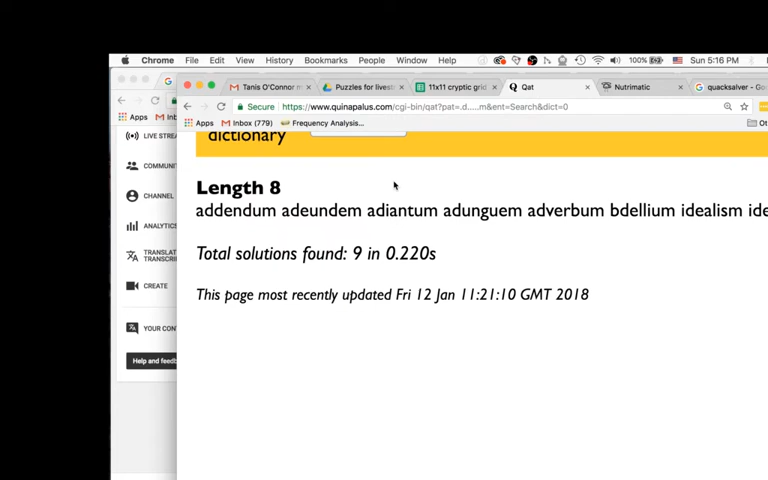 Chrome File Edit View History Bookmarks People Window Help 100% Sun 5:16 PM
Tanis O'Connor m Puzzles for livest 11x11 cryptic grid Qat Nutrimatic quacksalver - Go
Secure https://www.quinapalus.com/cgi-bin/qat?pat=.d.....m&ent=Search&dict=0
Apps Inb
Apps Inbox (779) Frequency Analysis... Ot
dictionary
LIVE STREA
COMMUNI
CHANNEL
ANALYTICS
TRANSLAT
TRANSCRI
CREATE
YOUR CON
Help and feedb
Length 8
addendum adeundem adiantum adunguem adverbum bdellium idealism ide
Total solutions found: 9 in 0.220s
This page most recently updated Fri 12 Jan 11:21:10 GMT 2018